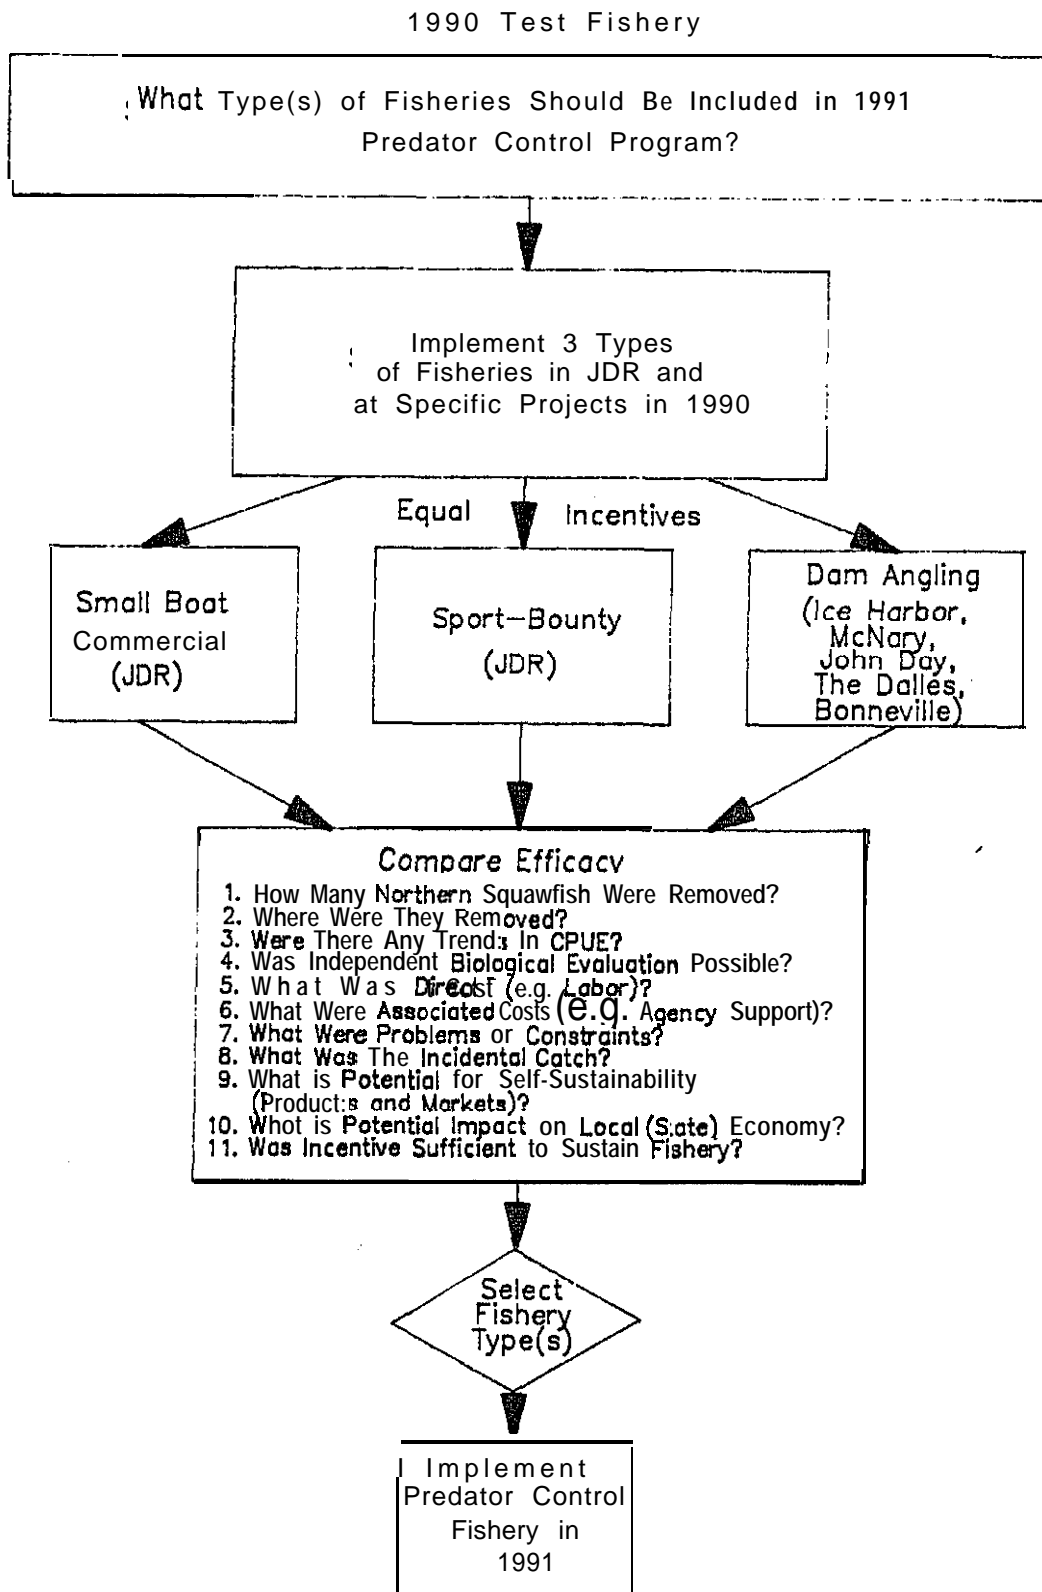 1990 Test Fishery
What Type(s) of Fisheries Should Be Included in 1991
Predator Control Program?
Implement 3 Types
of Fisheries in JDR and
at Specific Projects in 1990
Equal Incentives
Small Boat
Commercial
(JDR)
Sport-Bounty
(JDR)
Dam Angling
(Ice Harbor,
McNary,
John Day,
The Dalles,
Bonneville)
Compare Efficacy
1. How Many Northern Squawfish Were Removed?
2. Where Were They Removed?
3. Were There Any Trends In CPUE?
4. Was Independent Biological Evaluation Possible?
5. What Was (e.g. Labor)?
6. What Were Associated Costs (e.g. Agency Support)?
7. What Were Problems or Constraints?
8. What Was The Incidental Catch?
9. What is Potential for Self-Sustainability
(Products and Markets)?
10. What is Potential Impact on Local (State) Economy?
11. Was Incentive Sufficient to Sustain Fishery?
Select
Fishery
Type(s)
Implement
Predator Control
Fishery in
1991